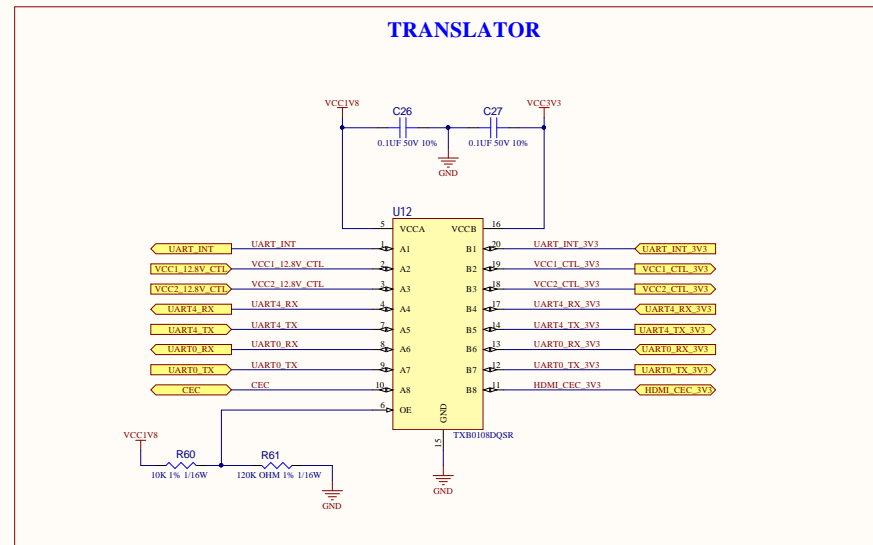 TRANSLATOR
VCC1V8 VCC3V3
C26 C27
0.1UF 50V 10% 0.1UF 50V 10%
GND
U12
5 VCCA VCCB 16
UART_INT UART_INT 1 A1 B1 20 UART_INT_3V3 UART_INT_3V3
VCC1_12.8V_CTL VCC1_12.8V_CTL 2 A2 B2 19 VCC1_CTL_3V3 VCC1_CTL_3V3
VCC2_12.8V_CTL VCC2_12.8V_CTL 3 A3 B3 18 VCC2_CTL_3V3 VCC2_CTL_3V3
UART4_RX UART4_RX 4 A4 B4 17 UART4_RX_3V3 UART4_RX_3V3
UART4_TX UART4_TX 7 A5 B5 14 UART4_TX_3V3 UART4_TX_3V3
UART0_RX UART0_RX 8 A6 B6 13 UART0_RX_3V3 UART0_RX_3V3
UART0_TX UART0_TX 9 A7 B7 12 UART0_TX_3V3 UART0_TX_3V3
CEC CEC 10 A8 B8 11 HDMI_CEC_3V3 HDMI_CEC_3V3
6 OE GND
15 TXB0108DQSR
VCC1V8
R60 R61
10K 1% 1/16W 120K OHM 1% 1/16W
GND GND